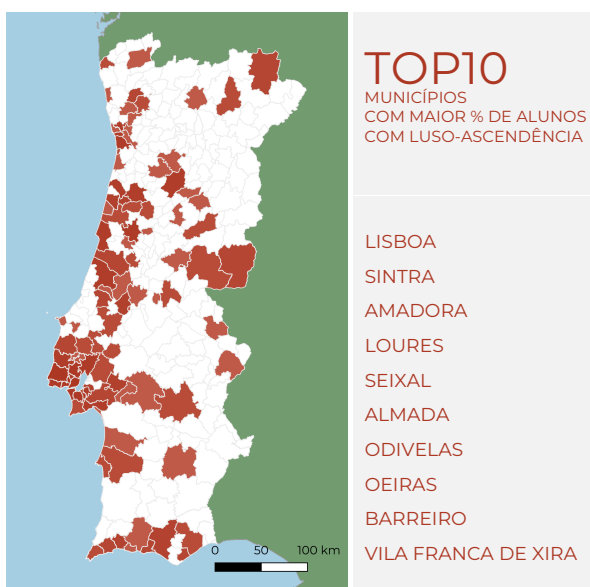 TOP10
MUNICÍPIOS
COM MAIOR % DE ALUNOS
COM LUSO-ASCENDÊNCIA
LISBOA
SINTRA
AMADORA
LOURES
SEIXAL
ALMADA
ODIVELAS
OEIRAS
BARREIRO
VILA FRANCA DE XIRA
0 50 100 km